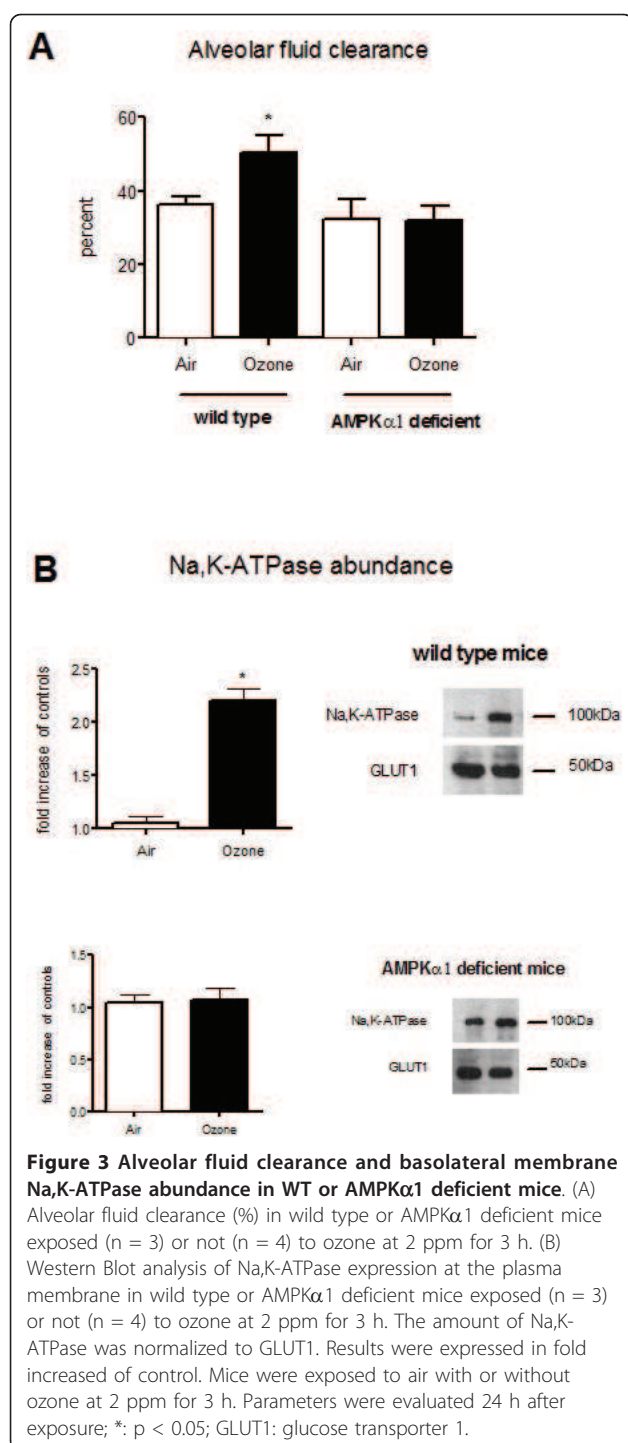 A Alveolar fluid clearance
60
40
20
0
percent
*
Air Ozone Air Ozone
wild type AMPKα1 deficient
B Na,K-ATPase abundance
2.5
2.0
1.5
1.0
fold increase of controls
*
Air Ozone
wild type mice
Na,K-ATPase 100kDa
GLUT1 50kDa
1.5
1.0
0.5
0.0
fold increase of controls
Air Ozone
AMPKα1 deficient mice
Na,K-ATPase 100kDa
GLUT1 50kDa
Figure 3 Alveolar fluid clearance and basolateral membrane
Na,K-ATPase abundance in WT or AMPKα1 deficient mice. (A)
Alveolar fluid clearance (%) in wild type or AMPKα1 deficient mice
exposed (n = 3) or not (n = 4) to ozone at 2 ppm for 3 h. (B)
Western Blot analysis of Na,K-ATPase expression at the plasma
membrane in wild type or AMPKα1 deficient mice exposed (n = 3)
or not (n = 4) to ozone at 2 ppm for 3 h. The amount of Na,K-
ATPase was normalized to GLUT1. Results were expressed in fold
increased of control. Mice were exposed to air with or without
ozone at 2 ppm for 3 h. Parameters were evaluated 24 h after
exposure; *: p < 0.05; GLUT1: glucose transporter 1.